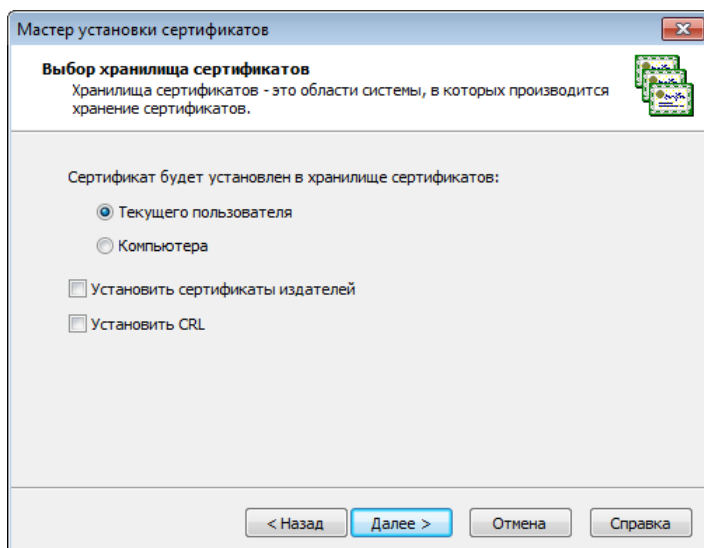 Мастер установки сертификатов
Выбор хранилища сертификатов
Хранилища сертификатов - это области системы, в которых производится
хранение сертификатов.
Сертификат будет установлен в хранилище сертификатов:
Текущего пользователя
Компьютера
Установить сертификаты издателей
Установить CRL
< Назад Далее > Отмена Справка